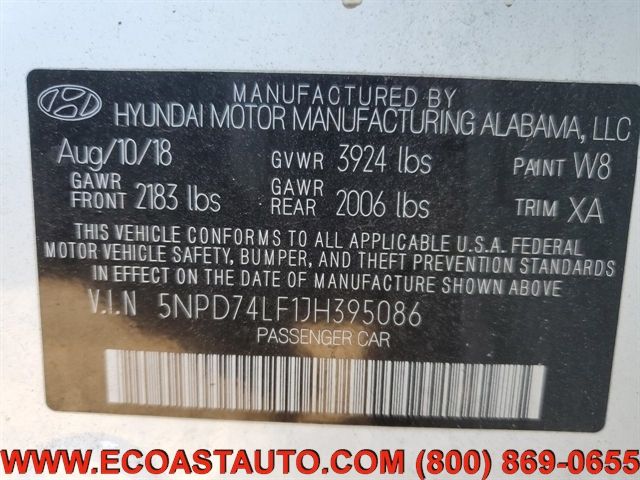 MANUFACTURED BY
HYUNDAI MOTOR MANUFACTURING ALABAMA, LLC
Aug/10/18 GVWR 3924 lbs PAINT W8
GAWR FRONT 2183 lbs GAWR REAR 2006 lbs TRIM XA
THIS VEHICLE CONFORMS TO ALL APPLICABLE U.S.A. FEDERAL
MOTOR VEHICLE SAFETY, BUMPER, AND THEFT PREVENTION STANDARDS
IN EFFECT ON THE DATE OF MANUFACTURE SHOWN ABOVE
V.I.N 5NPD74LF1JH395086
PASSENGER CAR
WWW.ECOASTAUTO.COM (800) 869-0655